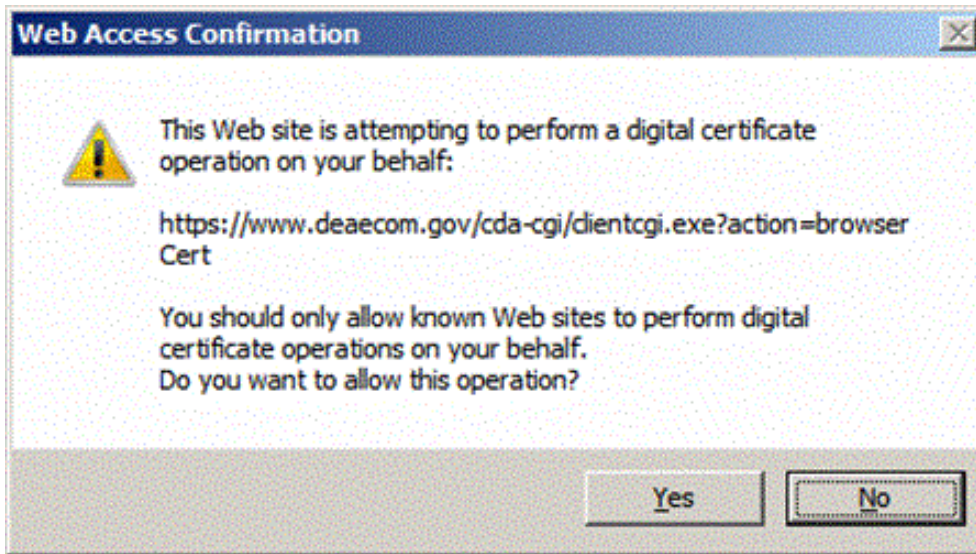 Web Access Confirmation
This Web site is attempting to perform a digital certificate
operation on your behalf:
https://www.deaecom.gov/cda-cgi/clientcgi.exe?action=browser
Cert
You should only allow known Web sites to perform digital
certificate operations on your behalf.
Do you want to allow this operation?
Yes
No